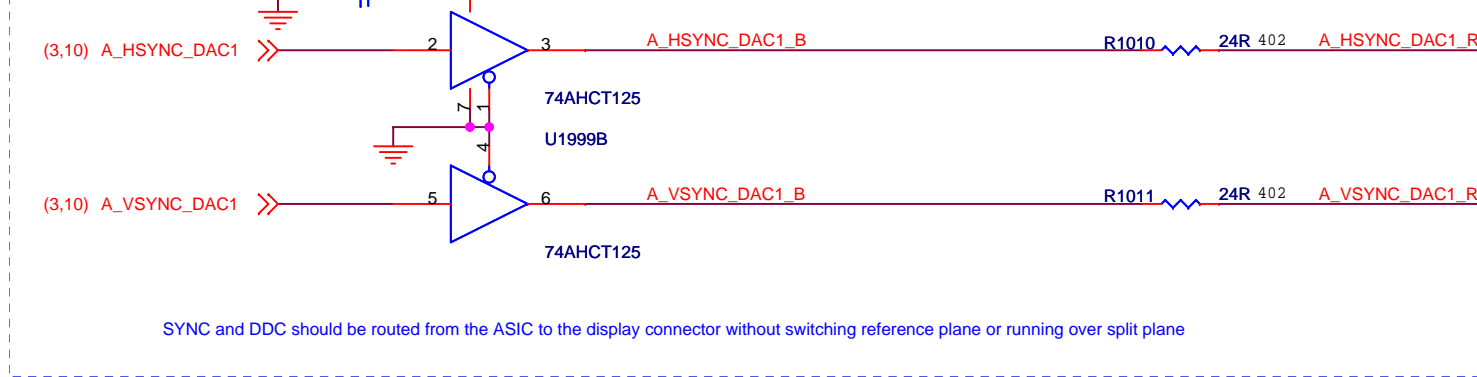 (3,10) A_HSYNC_DAC1 2 3 A_HSYNC_DAC1_B R1010 24R 402 A_HSYNC_DAC1_R
7 1 74AHCT125
4 U1999B
(3,10) A_VSYNC_DAC1 5 6 A_VSYNC_DAC1_B R1011 24R 402 A_VSYNC_DAC1_R
74AHCT125
SYNC and DDC should be routed from the ASIC to the display connector without switching reference plane or running over split plane